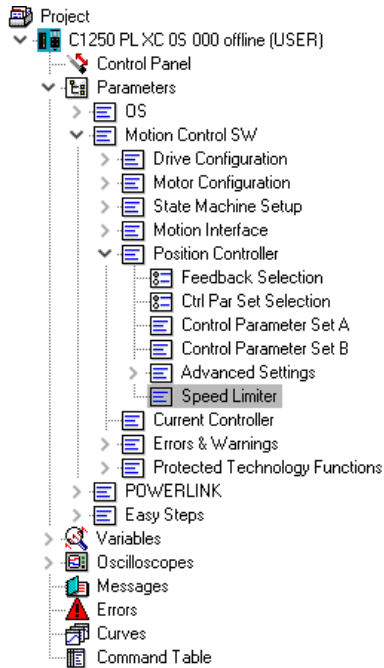 Project
C1250 PL XC 0S 000 offline (USER)
Control Panel
Parameters
OS
Motion Control SW
Drive Configuration
Motor Configuration
State Machine Setup
Motion Interface
Position Controller
Feedback Selection
Ctrl Par Set Selection
Control Parameter Set A
Control Parameter Set B
Advanced Settings
Speed Limiter
Current Controller
Errors & Warnings
Protected Technology Functions
POWERLINK
Easy Steps
Variables
Oscilloscopes
Messages
Errors
Curves
Command Table